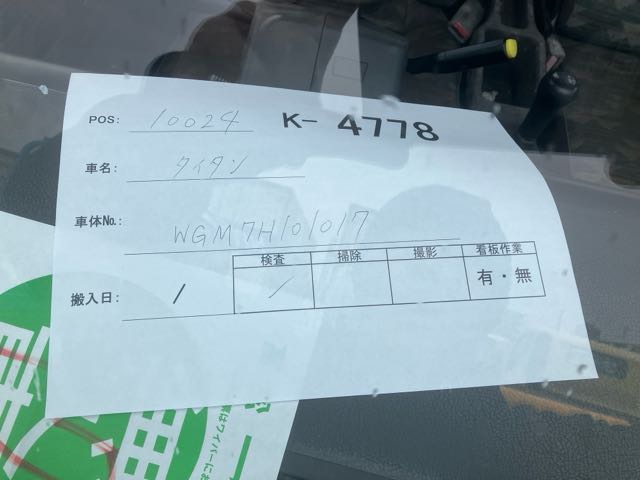 POS: 10024 K- 4778
車名: タイタン
車体No.: WGM7H101017
検査 掃除 撮影 看板作業
搬入日: / / 有・無